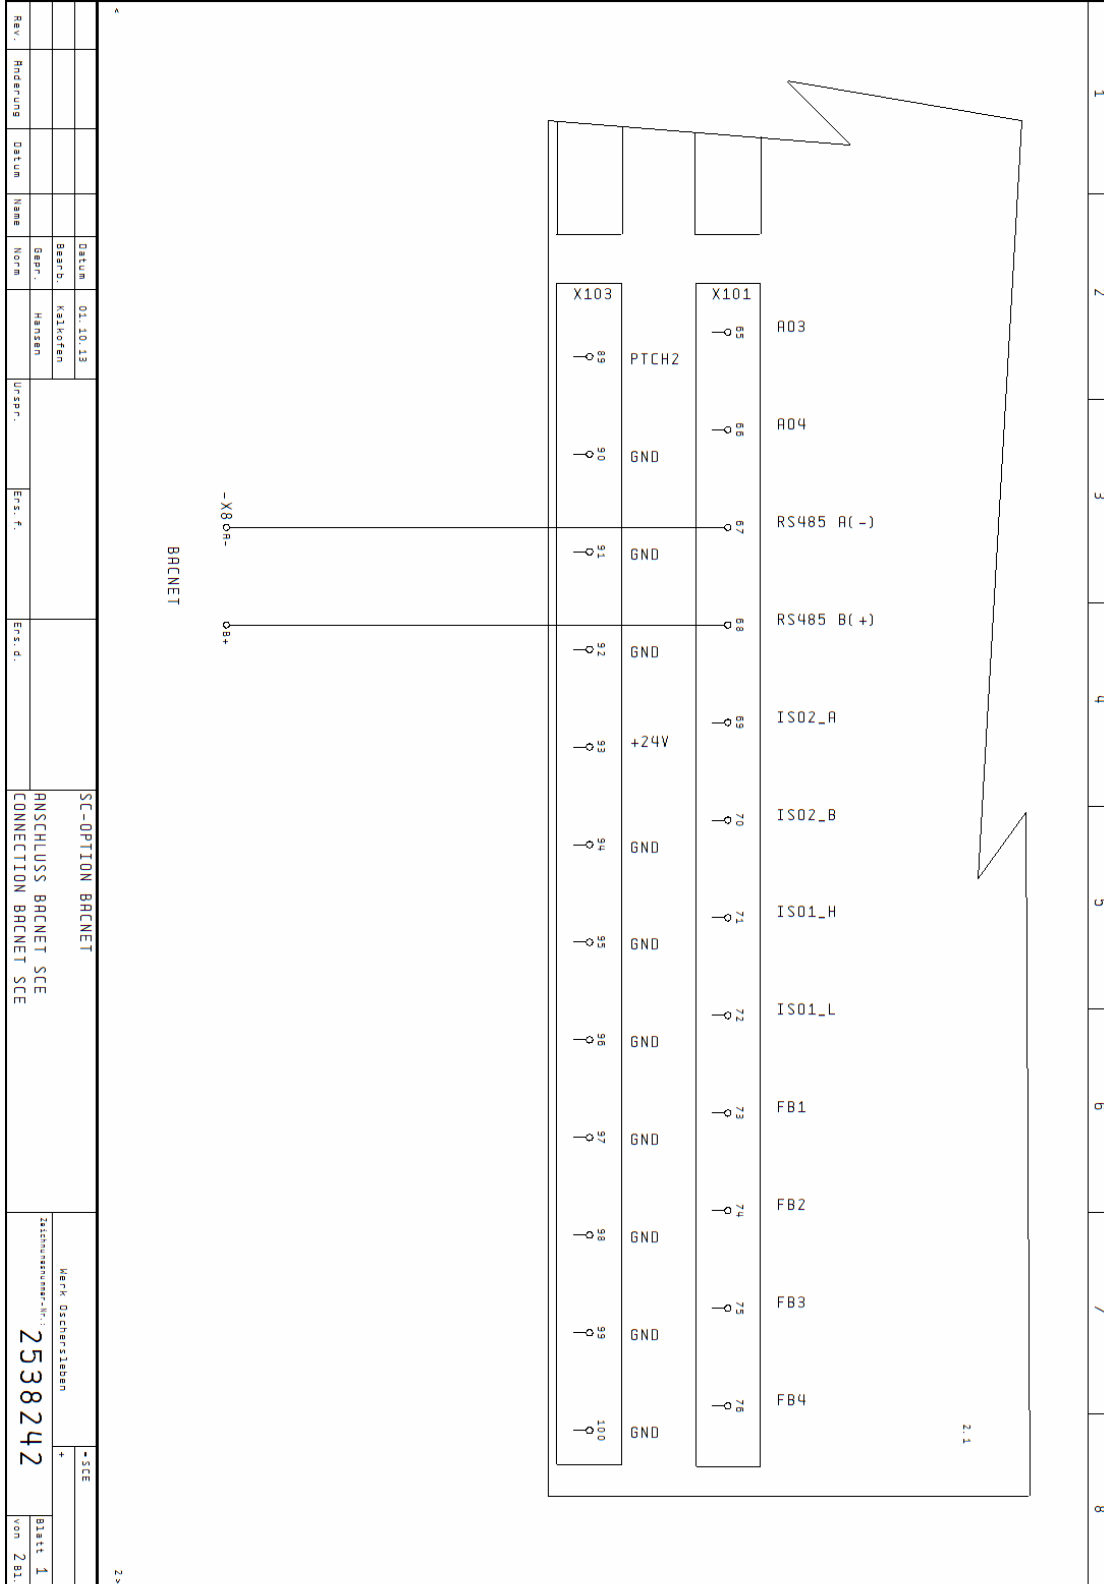 1
2
3
4
5
6
7
8
X101
65 AO3
66 AO4
67 RS485 A(-)
68 RS485 B(+)
69 ISO2_A
70 ISO2_B
71 ISO1_H
72 ISO1_L
73 FB1
74 FB2
75 FB3
76 FB4
2.1
X103
89 PTCH2
90 GND
91 GND
92 GND
93 +24V
94 GND
95 GND
96 GND
97 GND
98 GND
99 GND
100 GND
-X8
A-
B+
BACNET
2>
Datum 01.10.13
Bearb. Kalkofen
Gepr. Hansen
Norm
Rev. Änderung Datum Name
Urspr. Ers.f. Ers.d.
SC-OPTION BACNET
ANSCHLUSS BACNET SCE
CONNECTION BACNET SCE
Werk Oschersleben
Zeichnungsnummer-Nr.: 2538242
=SCE
+
Blatt 1
von 2 Bl.